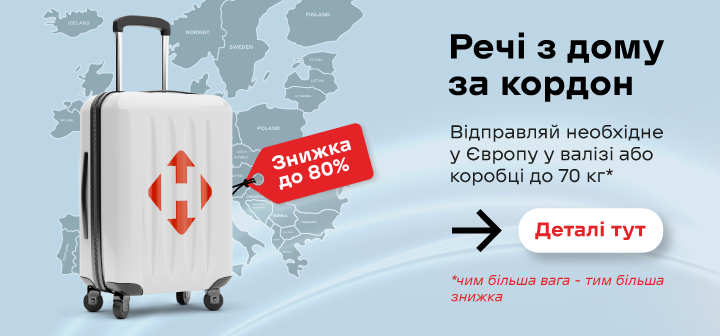 ISELAND
NORWAY
SWEDEN
FINLAND
POLAND
Знижка
до 80%
Речі з дому
за кордон
Відправляй необхідне
у Європу у валізі або
коробці до 70 кг*
Деталі тут
*чим більша вага - тим більша
знижка